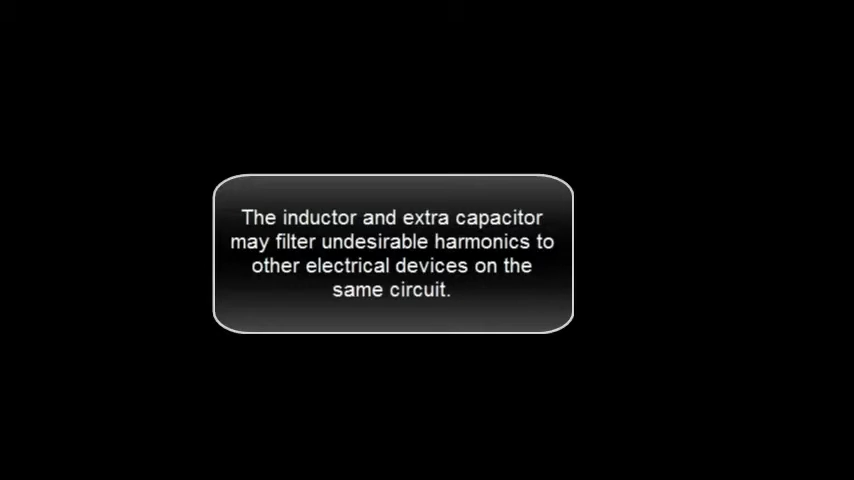 The inductor and extra capacitor
may filter undesirable harmonics to
other electrical devices on the
same circuit.